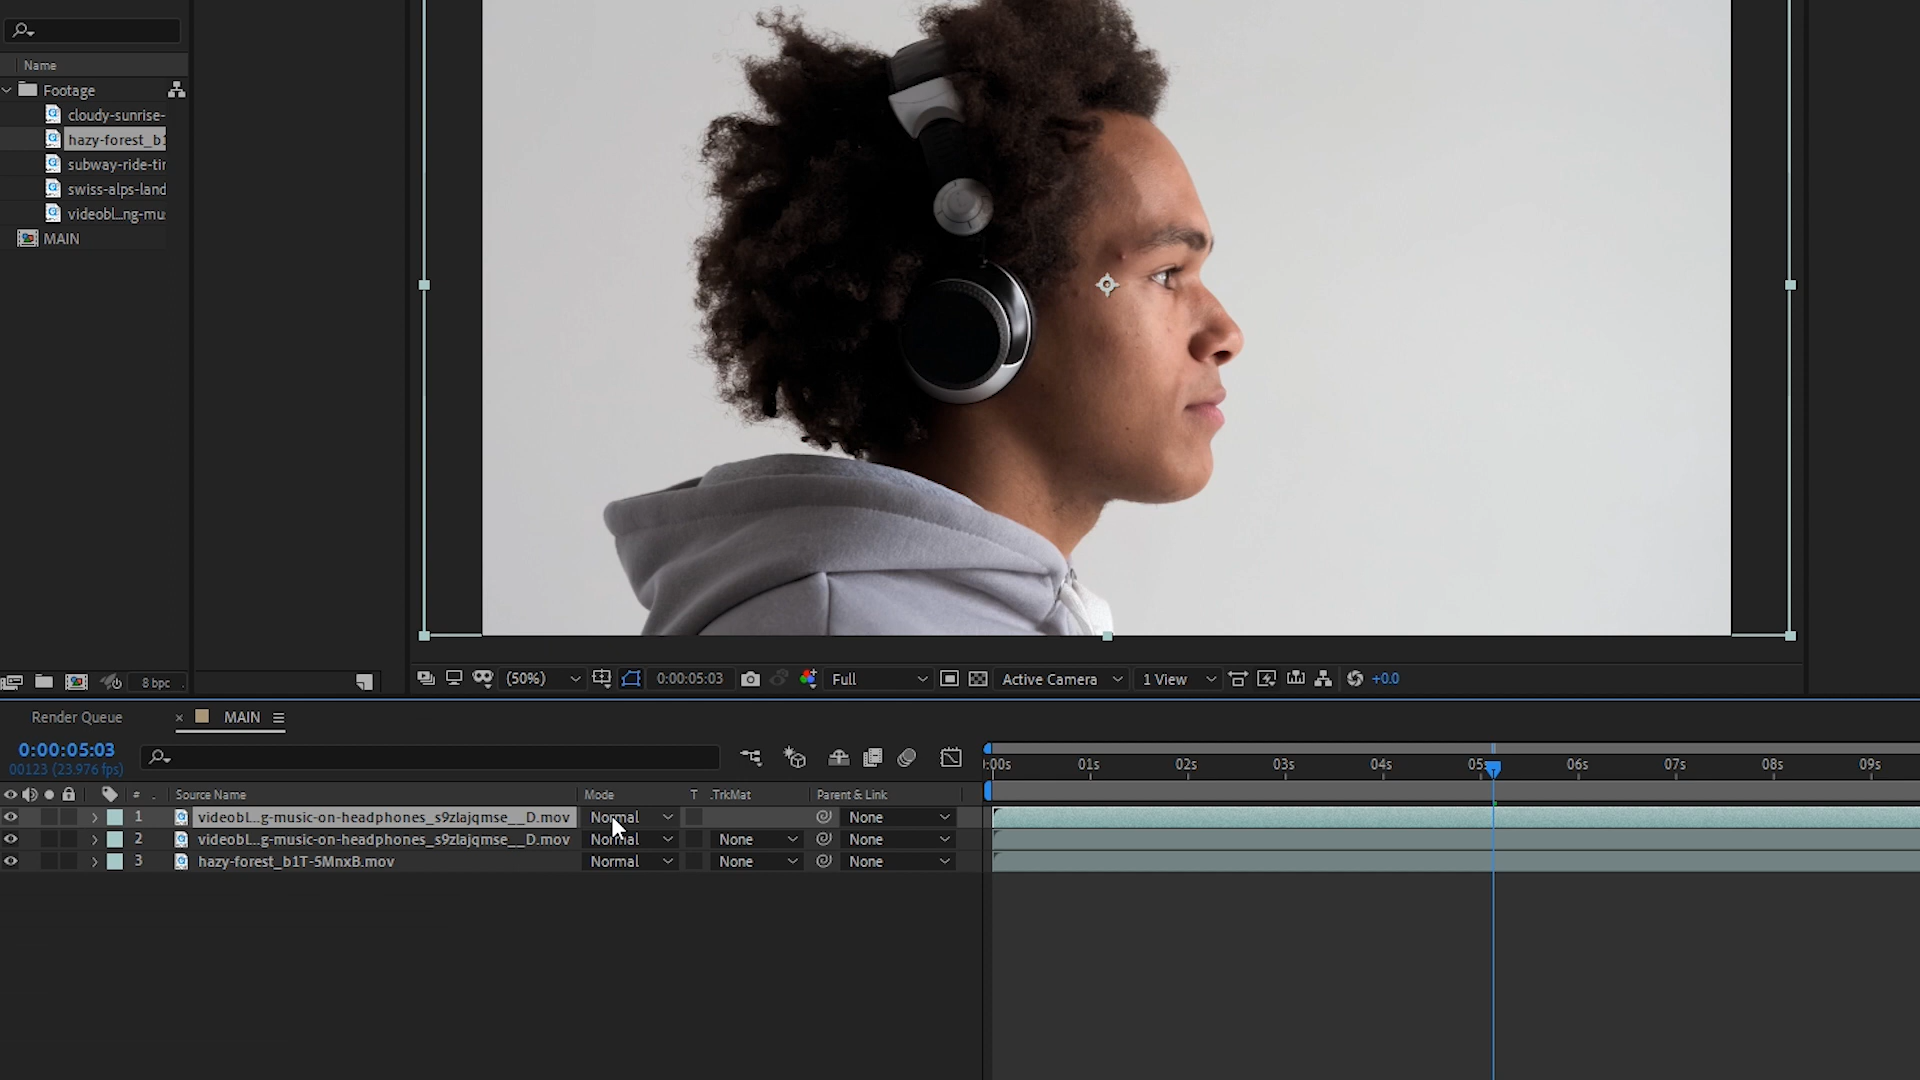 Name
Footage
cloudy-sunrise-
hazy-forest_b1
subway-ride-tir
swiss-alps-land
videobl...ng-mu
MAIN
8 bpc
(50%)
0:00:05:03
Full
Active Camera
1 View
+0.0
Render Queue
× MAIN
0:00:05:03
00123 (23.976 fps)
:00s 01s 02s 03s 04s 05s 06s 07s 08s 09s
# . Source Name Mode T .TrkMat Parent & Link
1 videobl...g-music-on-headphones_s9zlajqmse__D.mov Normal None
2 videobl...g-music-on-headphones_s9zlajqmse__D.mov Normal None None
3 hazy-forest_b1T-5MnxB.mov Normal None None